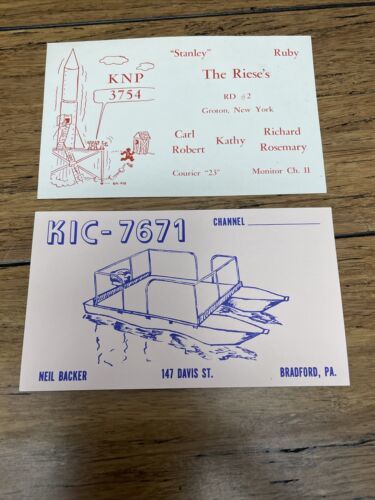 "Stanley" Ruby
KNP
3754
The Riese's
RD #2
Groton, New York
Carl Kathy Richard
Robert Rosemary
Courier "23" Monitor Ch. 11
KIC-7671
CHANNEL
NEIL BACKER 147 DAVIS ST. BRADFORD, PA.